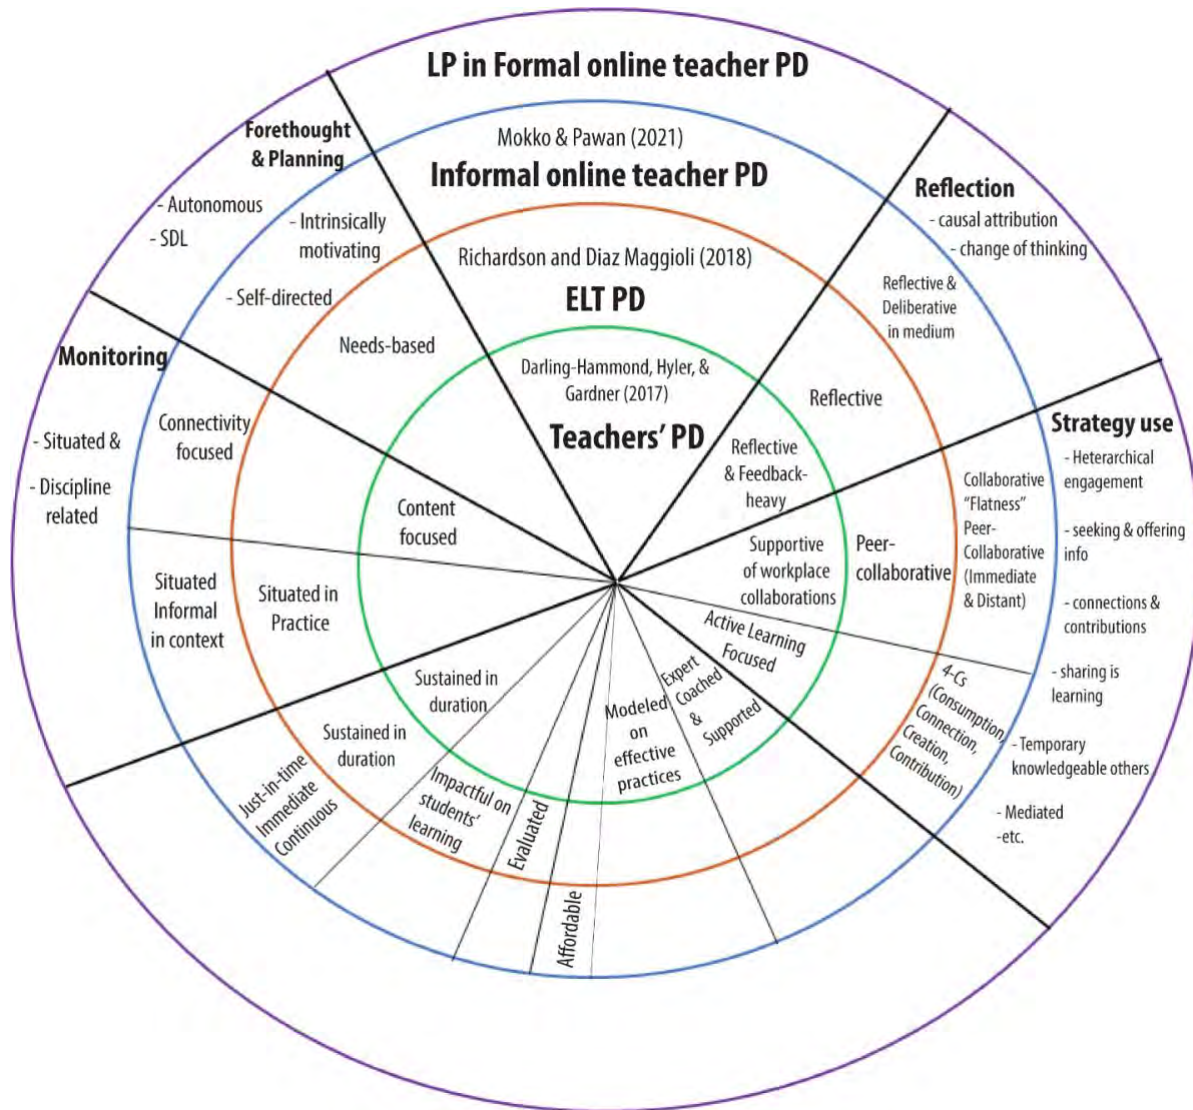 LP in Formal online teacher PD
Mokko & Pawan (2021)
Informal online teacher PD
Richardson and Diaz Maggioli (2018)
ELT PD
Darling-Hammond, Hyler, &
Gardner (2017)
Teachers' PD
Forethought
& Planning
- Autonomous
- SDL
- Intrinsically
motivating
- Self-directed
Needs-based
Monitoring
- Situated &
- Discipline
related
Connectivity
focused
Content
focused
Situated
Informal
in context
Situated in
Practice
Sustained in
duration
Sustained in
duration
Just-in-time
Immediate
Continuous
Impactful on
students'
learning
Evaluated
Affordable
Modeled
on
effective
practices
Expert
Coached
&
Supported
Active Learning
Focused
Supportive
of workplace
collaborations
Peer-
collaborative
Collaborative
"Flatness"
Peer-
Collaborative
(Immediate
& Distant)
4-Cs
(Consumption,
Connection,
Creation,
Contribution)
Strategy use
- Heterarchical
engagement
- seeking & offering
info
- connections &
contributions
- sharing is
learning
- Temporary
knowledgeable others
- Mediated
-etc.
Reflection
- causal attribution
- change of thinking
Reflective &
Deliberative
in medium
Reflective
Reflective
& Feedback-
heavy